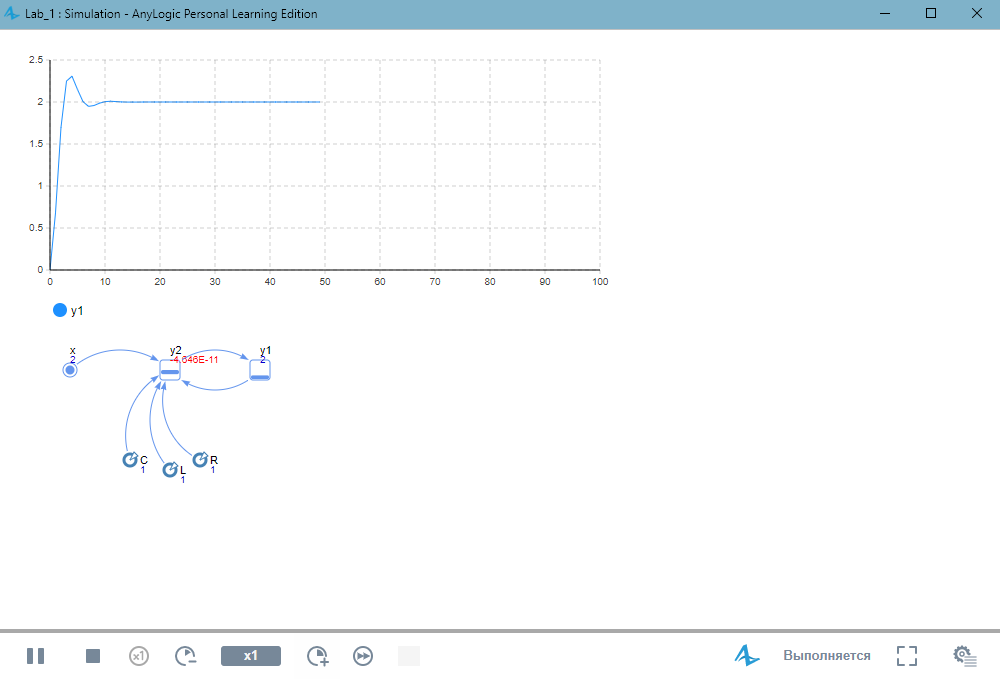 Lab_1 : Simulation - AnyLogic Personal Learning Edition
2.5
2
1.5
1
0.5
0
0 10 20 30 40 50 60 70 80 90 100
y1
x
2
y2
-4,646E-11
y1
2
C
1
L
1
R
1
x1
x1
Выполняется